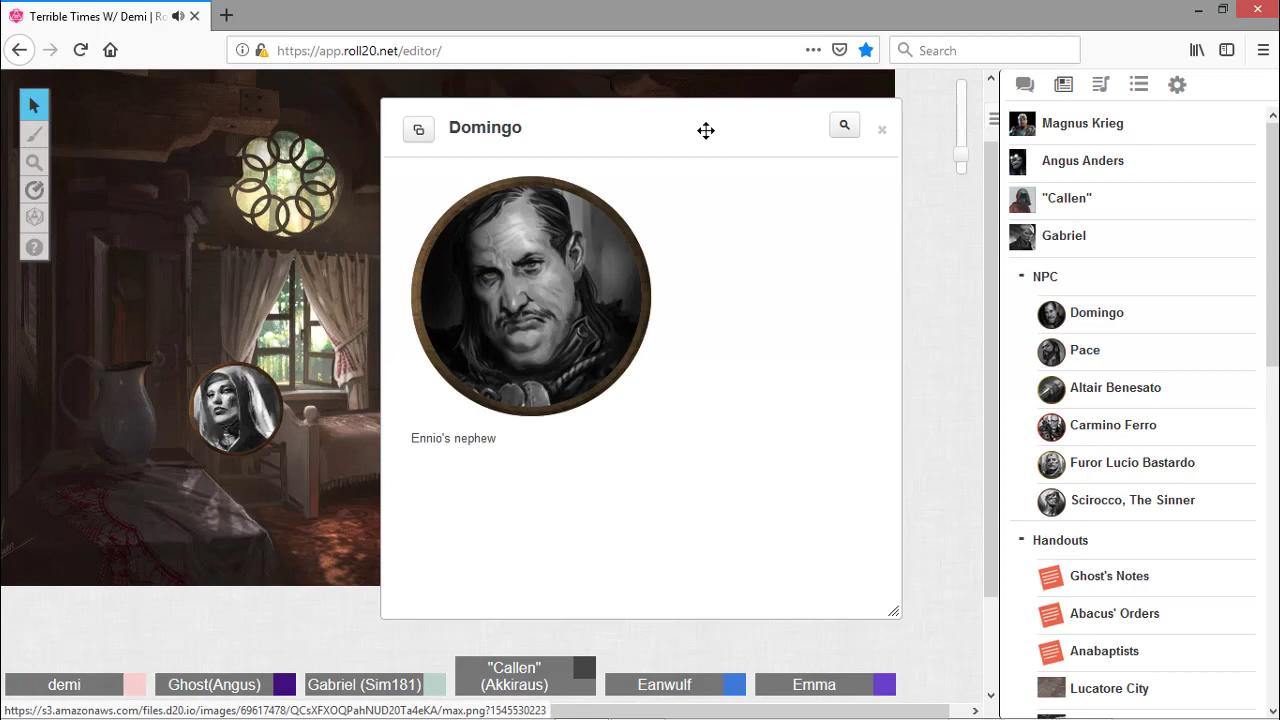 Terrible Times W/ Demi | Ro
https://app.roll20.net/editor/
Search
Domingo
Ennio's nephew
Magnus Krieg
Angus Anders
"Callen"
Gabriel
NPC
Domingo
Pace
Altair Benesato
Carmino Ferro
Furor Lucio Bastardo
Scirocco, The Sinner
Handouts
Ghost's Notes
Abacus' Orders
Anabaptists
Lucatore City
demi
Ghost(Angus)
Gabriel (Sim181)
"Callen"
(Akkiraus)
Eanwulf
Emma
https://s3.amazonaws.com/files.d20.io/images/69617478/QCsXFXOQPahNUD20Ta4eKA/max.png?1545530223